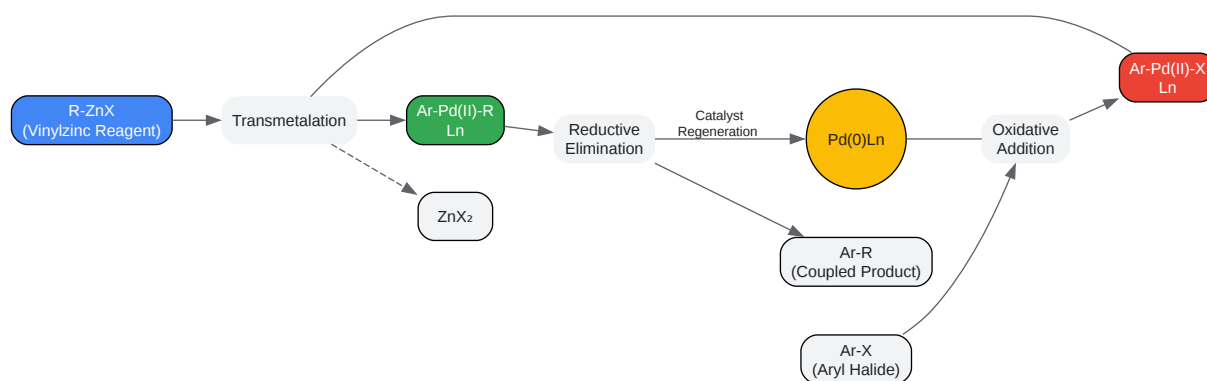 R-ZnX
(Vinylzinc Reagent)
Transmetalation
Ar-Pd(II)-R
Ln
ZnX₂
Reductive
Elimination
Catalyst
Regeneration
Pd(0)Ln
Ar-R
(Coupled Product)
Ar-X
(Aryl Halide)
Oxidative
Addition
Ar-Pd(II)-X
Ln